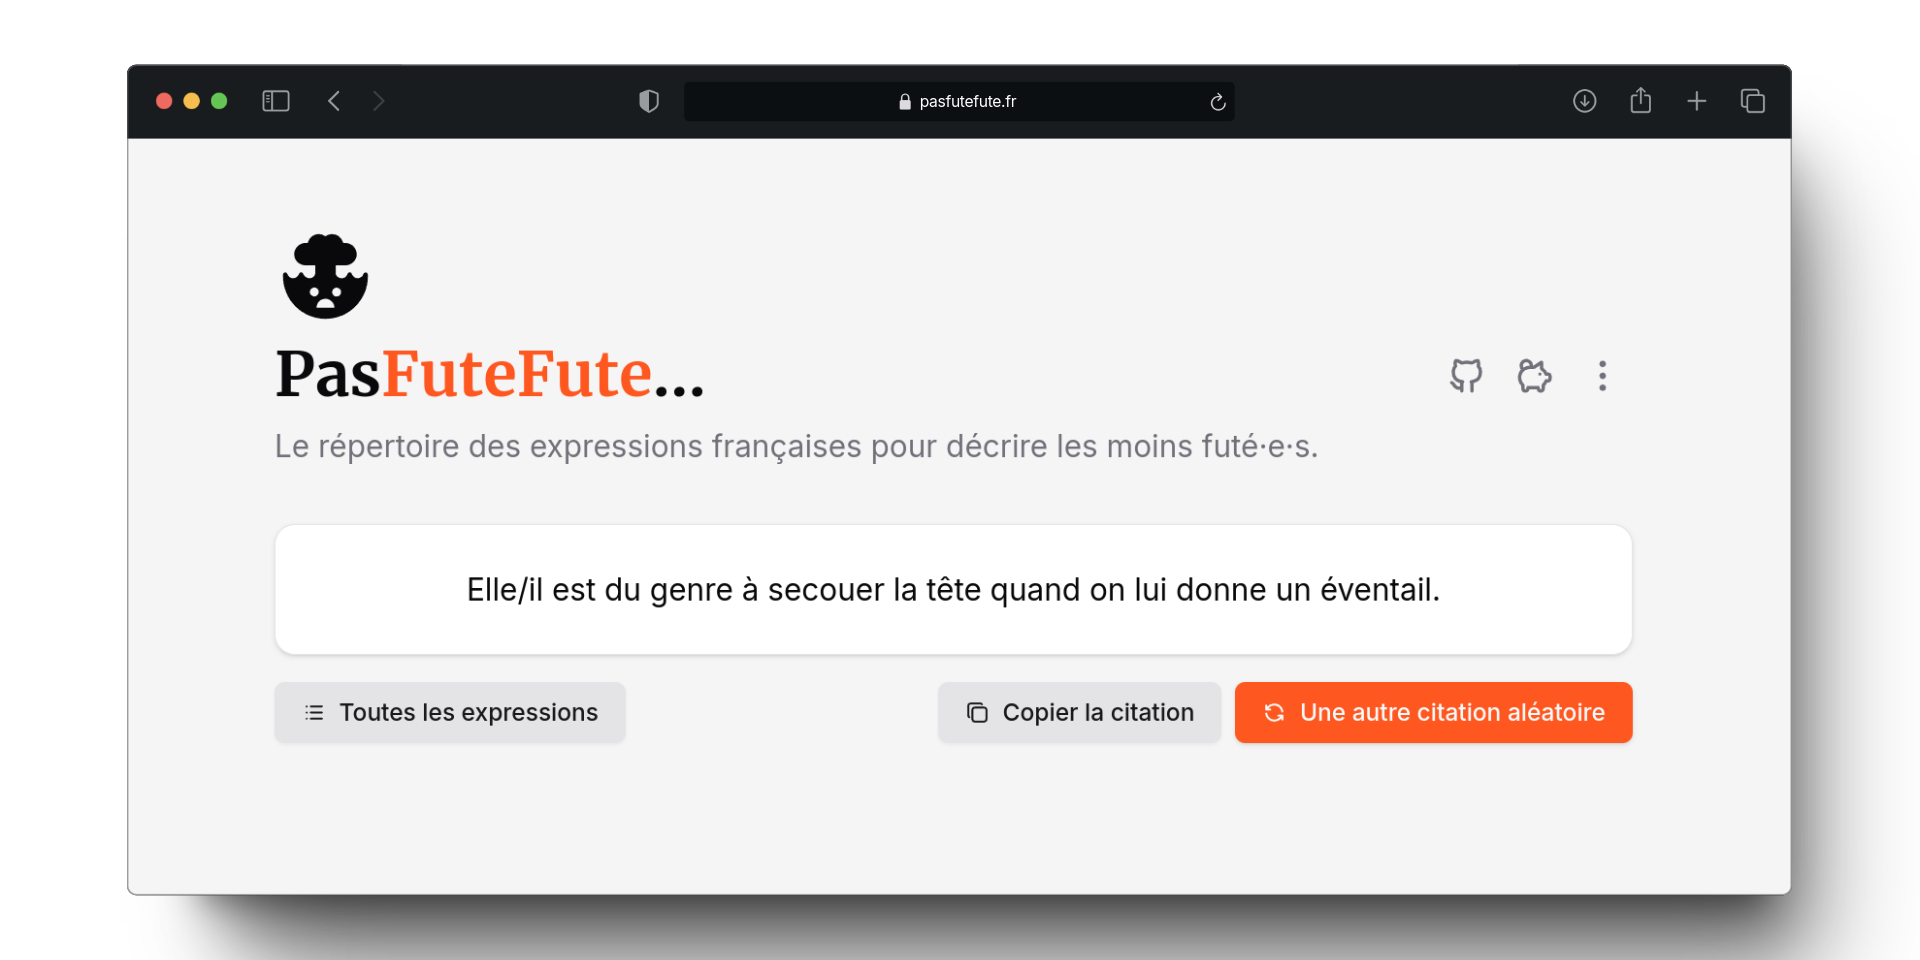 pasfutefute.fr
PasFuteFute...
Le répertoire des expressions françaises pour décrire les moins futé·e·s.
Elle/il est du genre à secouer la tête quand on lui donne un éventail.
Toutes les expressions
Copier la citation
Une autre citation aléatoire